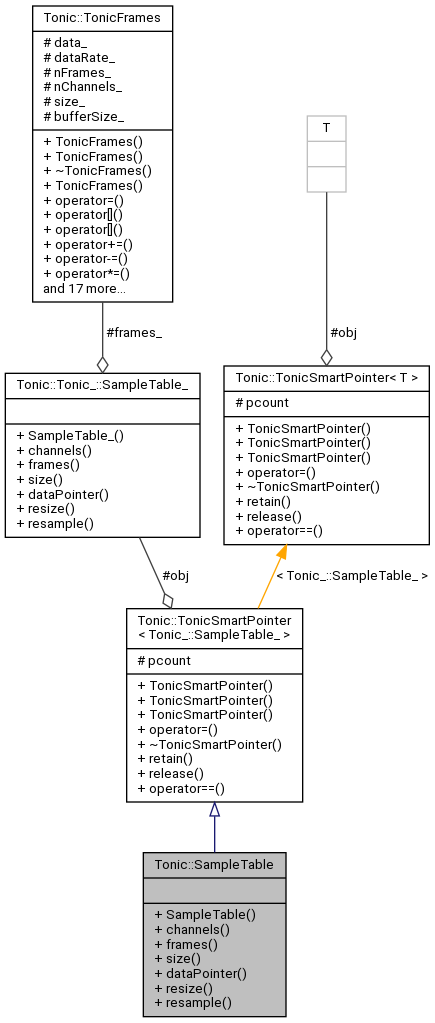 Tonic::TonicFrames
# data_
# dataRate_
# nFrames_
# nChannels_
# size_
# bufferSize_
+ TonicFrames()
+ TonicFrames()
+ ~TonicFrames()
+ TonicFrames()
+ operator=()
+ operator[]()
+ operator[]()
+ operator+=()
+ operator-=()
+ operator*=()
and 17 more...
T
#frames_
#obj
Tonic::Tonic_::SampleTable_
+ SampleTable_()
+ channels()
+ frames()
+ size()
+ dataPointer()
+ resize()
+ resample()
Tonic::TonicSmartPointer< T >
# pcount
+ TonicSmartPointer()
+ TonicSmartPointer()
+ TonicSmartPointer()
+ operator=()
+ ~TonicSmartPointer()
+ retain()
+ release()
+ operator==()
#obj
< Tonic_::SampleTable_ >
Tonic::TonicSmartPointer
< Tonic_::SampleTable_ >
# pcount
+ TonicSmartPointer()
+ TonicSmartPointer()
+ TonicSmartPointer()
+ operator=()
+ ~TonicSmartPointer()
+ retain()
+ release()
+ operator==()
Tonic::SampleTable
+ SampleTable()
+ channels()
+ frames()
+ size()
+ dataPointer()
+ resize()
+ resample()